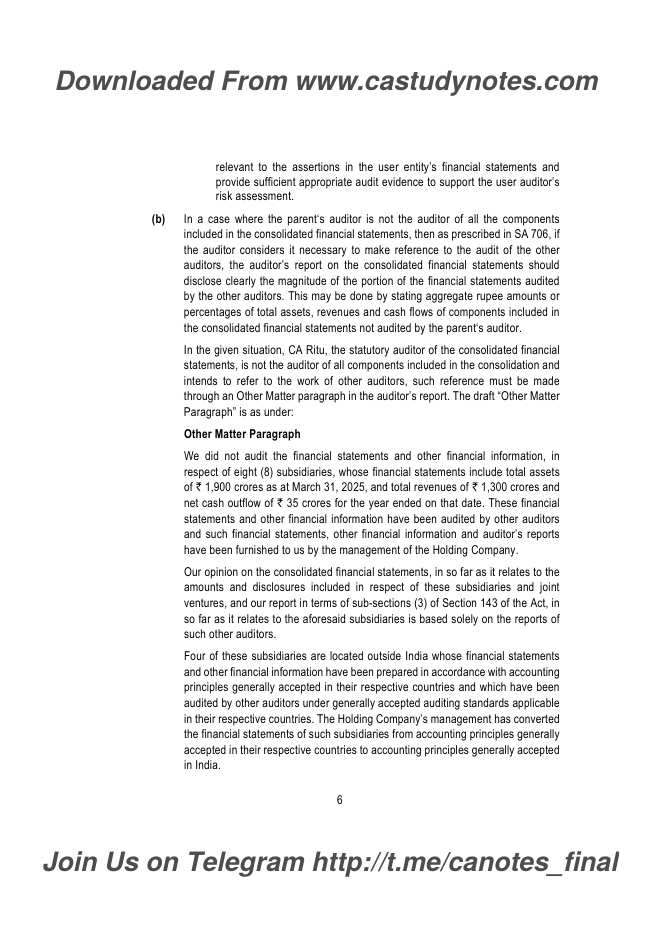 Downloaded From www.castudynotes.com
relevant to the assertions in the user entity's financial statements and
provide sufficient appropriate audit evidence to support the user auditor's
risk assessment.
(b) In a case where the parent's auditor is not the auditor of all the components
included in the consolidated financial statements, then as prescribed in SA 706, if
the auditor considers it necessary to make reference to the audit of the other
auditors, the auditor's report on the consolidated financial statements should
disclose clearly the magnitude of the portion of the financial statements audited
by the other auditors. This may be done by stating aggregate rupee amounts or
percentages of total assets, revenues and cash flows of components included in
the consolidated financial statements not audited by the parent's auditor.
In the given situation, CA Ritu, the statutory auditor of the consolidated financial
statements, is not the auditor of all components included in the consolidation and
intends to refer to the work of other auditors, such reference must be made
through an Other Matter paragraph in the auditor's report. The draft “Other Matter
Paragraph” is as under:
Other Matter Paragraph
We did not audit the financial statements and other financial information, in
respect of eight (8) subsidiaries, whose financial statements include total assets
of ₹ 1,900 crores as at March 31, 2025, and total revenues of ₹ 1,300 crores and
net cash outflow of ₹ 35 crores for the year ended on that date. These financial
statements and other financial information have been audited by other auditors
and such financial statements, other financial information and auditor's reports
have been furnished to us by the management of the Holding Company.
Our opinion on the consolidated financial statements, in so far as it relates to the
amounts and disclosures included in respect of these subsidiaries and joint
ventures, and our report in terms of sub-sections (3) of Section 143 of the Act, in
so far as it relates to the aforesaid subsidiaries is based solely on the reports of
such other auditors.
Four of these subsidiaries are located outside India whose financial statements
and other financial information have been prepared in accordance with accounting
principles generally accepted in their respective countries and which have been
audited by other auditors under generally accepted auditing standards applicable
in their respective countries. The Holding Company's management has converted
the financial statements of such subsidiaries from accounting principles generally
accepted in their respective countries to accounting principles generally accepted
in India.
6
Join Us on Telegram http://t.me/canotes_final